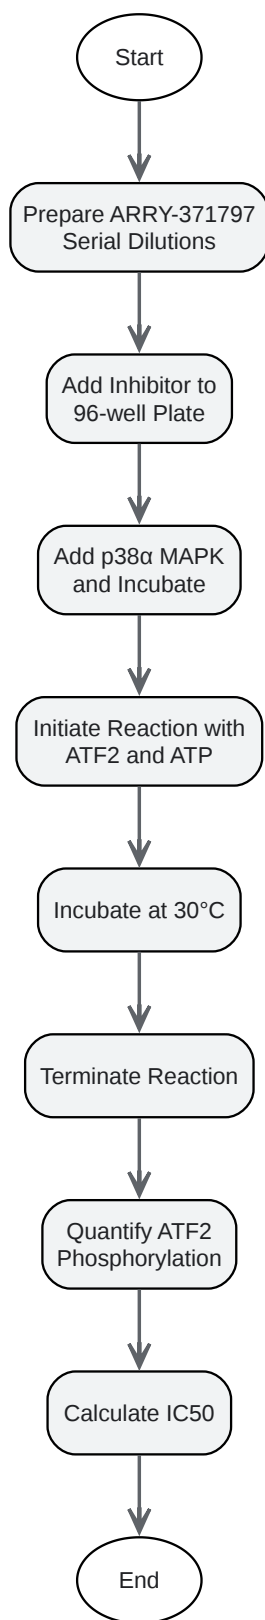 Start
Prepare ARRY-371797
Serial Dilutions
Add Inhibitor to
96-well Plate
Add p38α MAPK
and Incubate
Initiate Reaction with
ATF2 and ATP
Incubate at 30°C
Terminate Reaction
Quantify ATF2
Phosphorylation
Calculate IC50
End